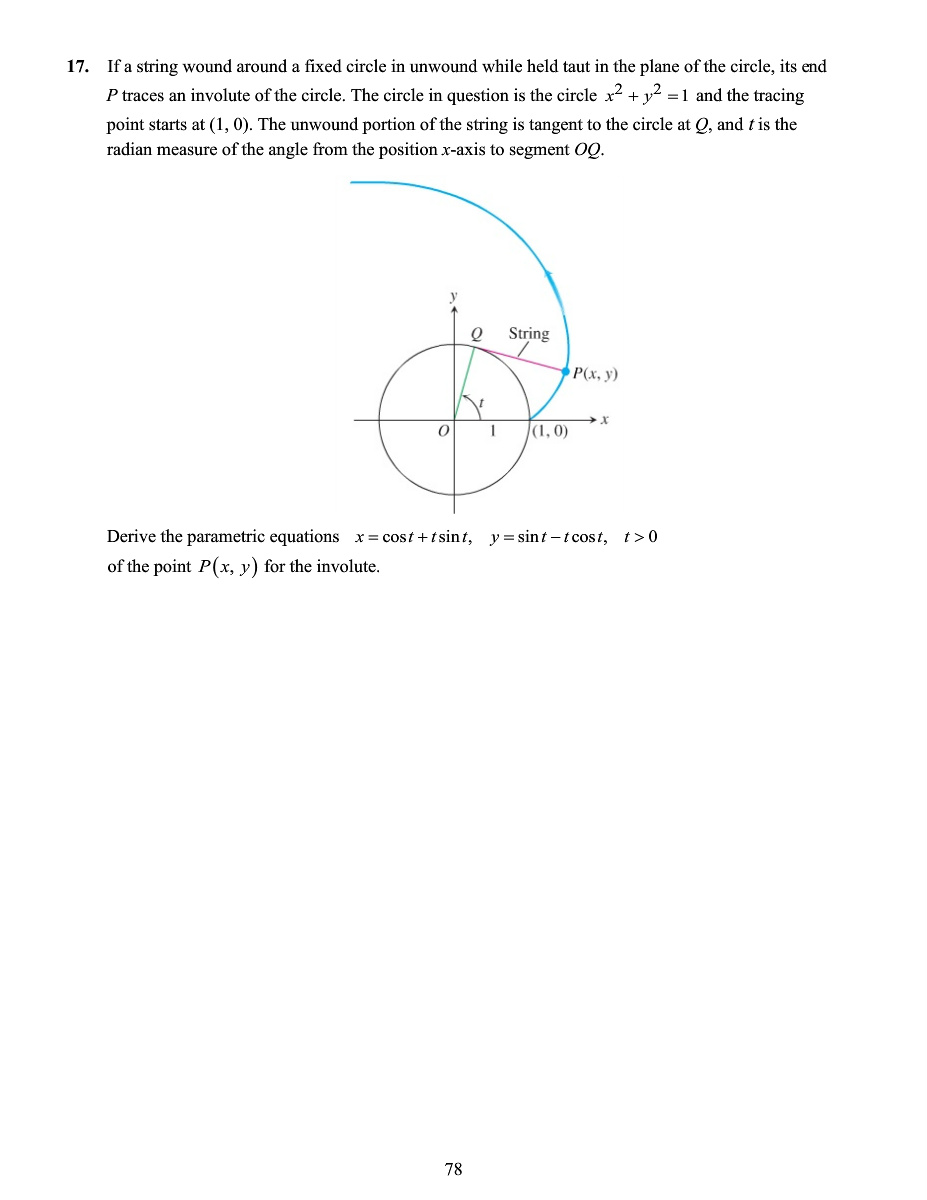 17. If a string wound around a fixed circle in unwound while held taut in the plane of the circle, its end
P traces an involute of the circle. The circle in question is the circle x² + y² = 1 and the tracing
point starts at (1, 0). The unwound portion of the string is tangent to the circle at Q, and t is the
radian measure of the angle from the position x-axis to segment OQ.
y
Q String
P(x, y)
t
x
O 1 (1, 0)
Derive the parametric equations x = cos t + t sin t, y = sin t − t cos t, t > 0
of the point P(x, y) for the involute.
78